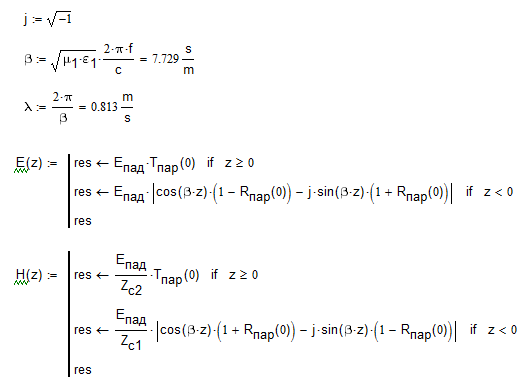 j := √-1
β := √μ₁·ε₁ · 2·π·f / c = 7.729 s / m
λ := 2·π / β = 0.813 m / s
E(z) := res ← Eпад·Tпар(0) if z ≥ 0
res ← Eпад·|cos(β·z)·(1 − Rпар(0)) − j·sin(β·z)·(1 + Rпар(0))| if z < 0
res
H(z) := res ← Eпад / Zc2 ·Tпар(0) if z ≥ 0
res ← Eпад / Zc1 ·|cos(β·z)·(1 + Rпар(0)) − j·sin(β·z)·(1 − Rпар(0))| if z < 0
res